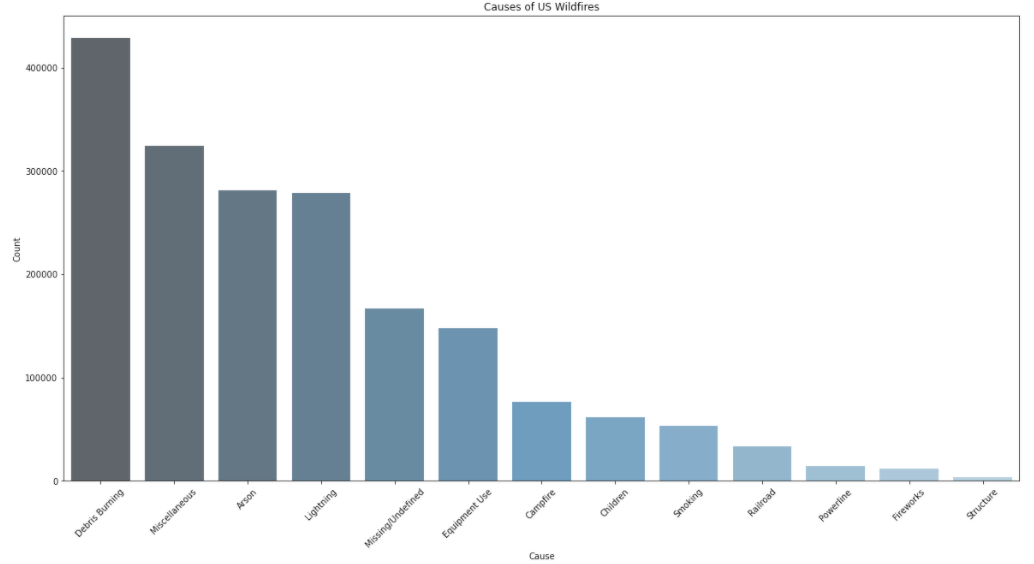 Causes of US Wildfires
400000
300000
200000
100000
0
Count
Debris Burning
Miscellaneous
Arson
Lightning
Missing/Undefined
Equipment Use
Campfire
Children
Smoking
Railroad
Powerline
Fireworks
Structure
Cause